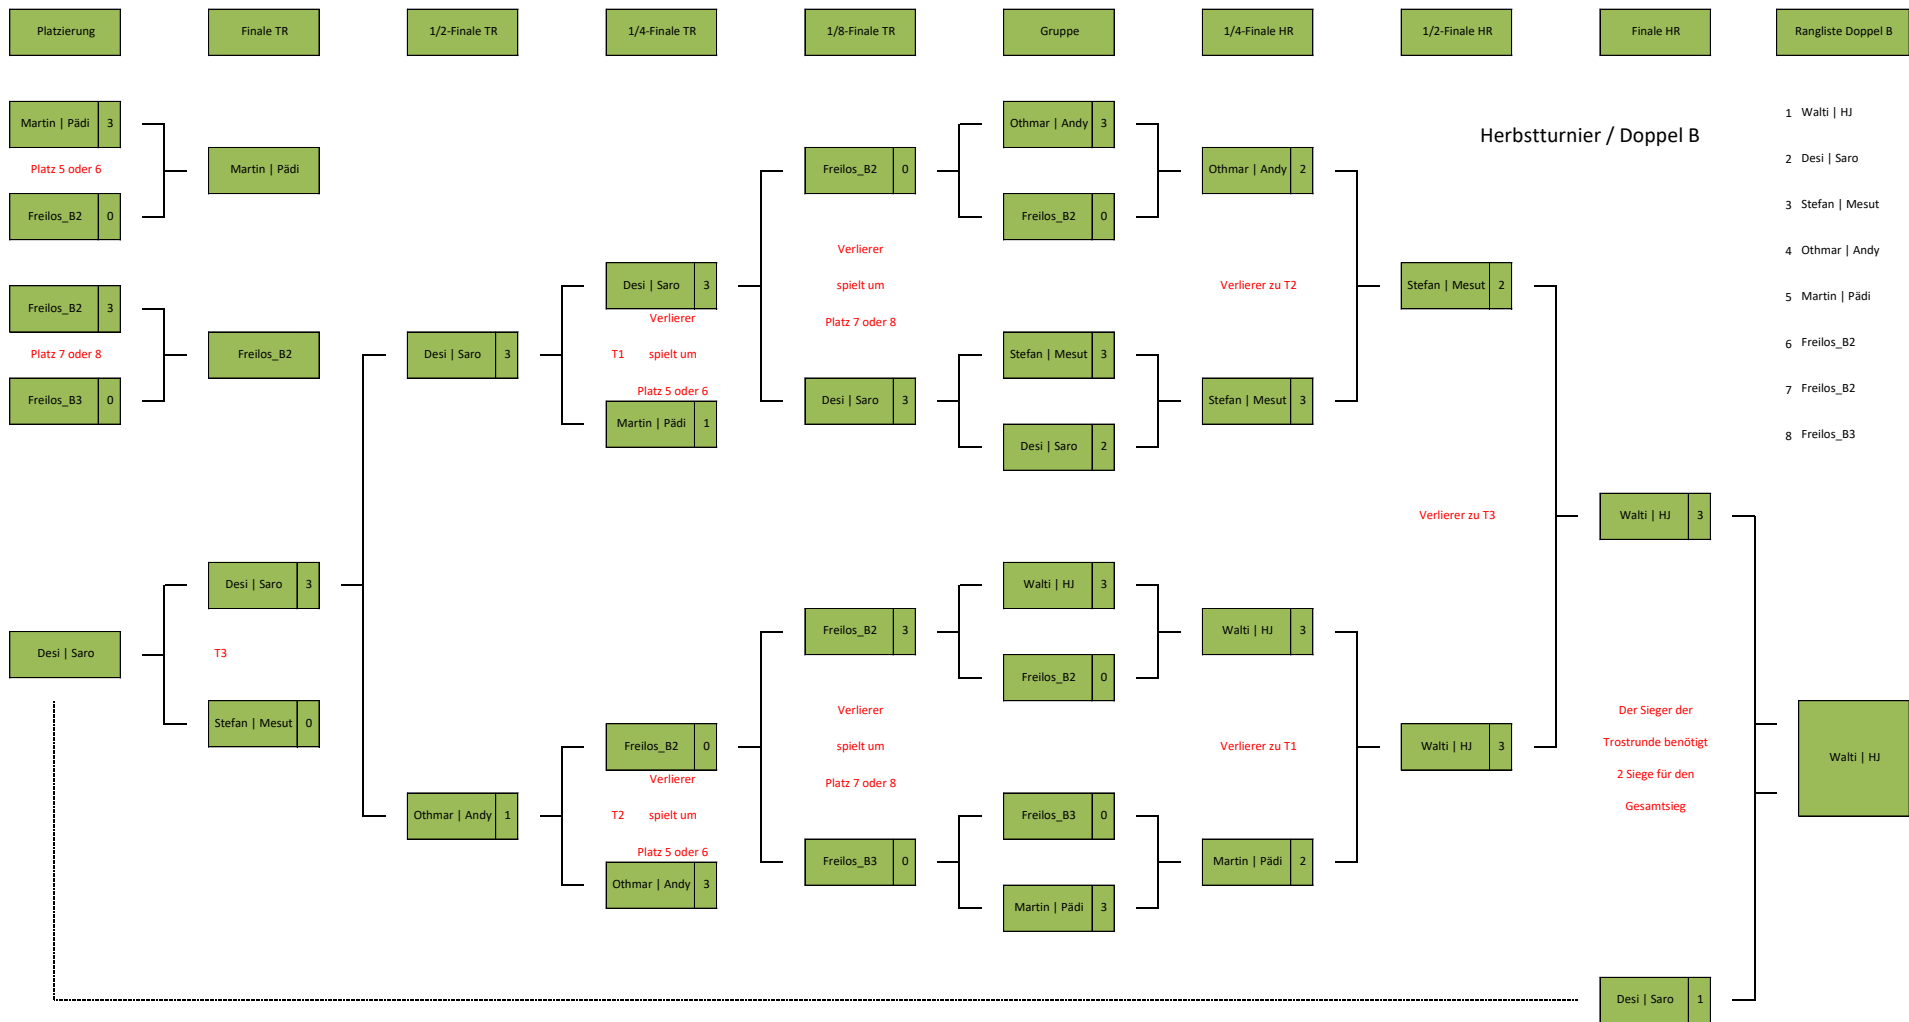 Platzierung
Finale TR
1/2-Finale TR
1/4-Finale TR
1/8-Finale TR
Gruppe
1/4-Finale HR
1/2-Finale HR
Finale HR
Rangliste Doppel B
Martin | Pädi 3
Platz 5 oder 6
Freilos_B2 0
Freilos_B2 3
Platz 7 oder 8
Freilos_B3 0
Desi | Saro
Martin | Pädi
Freilos_B2
Desi | Saro 3
T3
Stefan | Mesut 0
Desi | Saro 3
Othmar | Andy 1
Desi | Saro 3
Verlierer
T1 spielt um
Platz 5 oder 6
Martin | Pädi 1
Freilos_B2 0
Verlierer
T2 spielt um
Platz 5 oder 6
Othmar | Andy 3
Freilos_B2 0
Verlierer
spielt um
Platz 7 oder 8
Desi | Saro 3
Freilos_B2 3
Verlierer
spielt um
Platz 7 oder 8
Freilos_B3 0
Othmar | Andy 3
Freilos_B2 0
Stefan | Mesut 3
Desi | Saro 2
Walti | HJ 3
Freilos_B2 0
Freilos_B3 0
Martin | Pädi 3
Othmar | Andy 2
Verlierer zu T2
Stefan | Mesut 3
Walti | HJ 3
Verlierer zu T1
Martin | Pädi 2
Herbstturnier / Doppel B
Stefan | Mesut 2
Verlierer zu T3
Walti | HJ 3
Walti | HJ 3
Der Sieger der
Trostrunde benötigt
2 Siege für den
Gesamtsieg
Desi | Saro 1
1 Walti | HJ
2 Desi | Saro
3 Stefan | Mesut
4 Othmar | Andy
5 Martin | Pädi
6 Freilos_B2
7 Freilos_B2
8 Freilos_B3
Walti | HJ